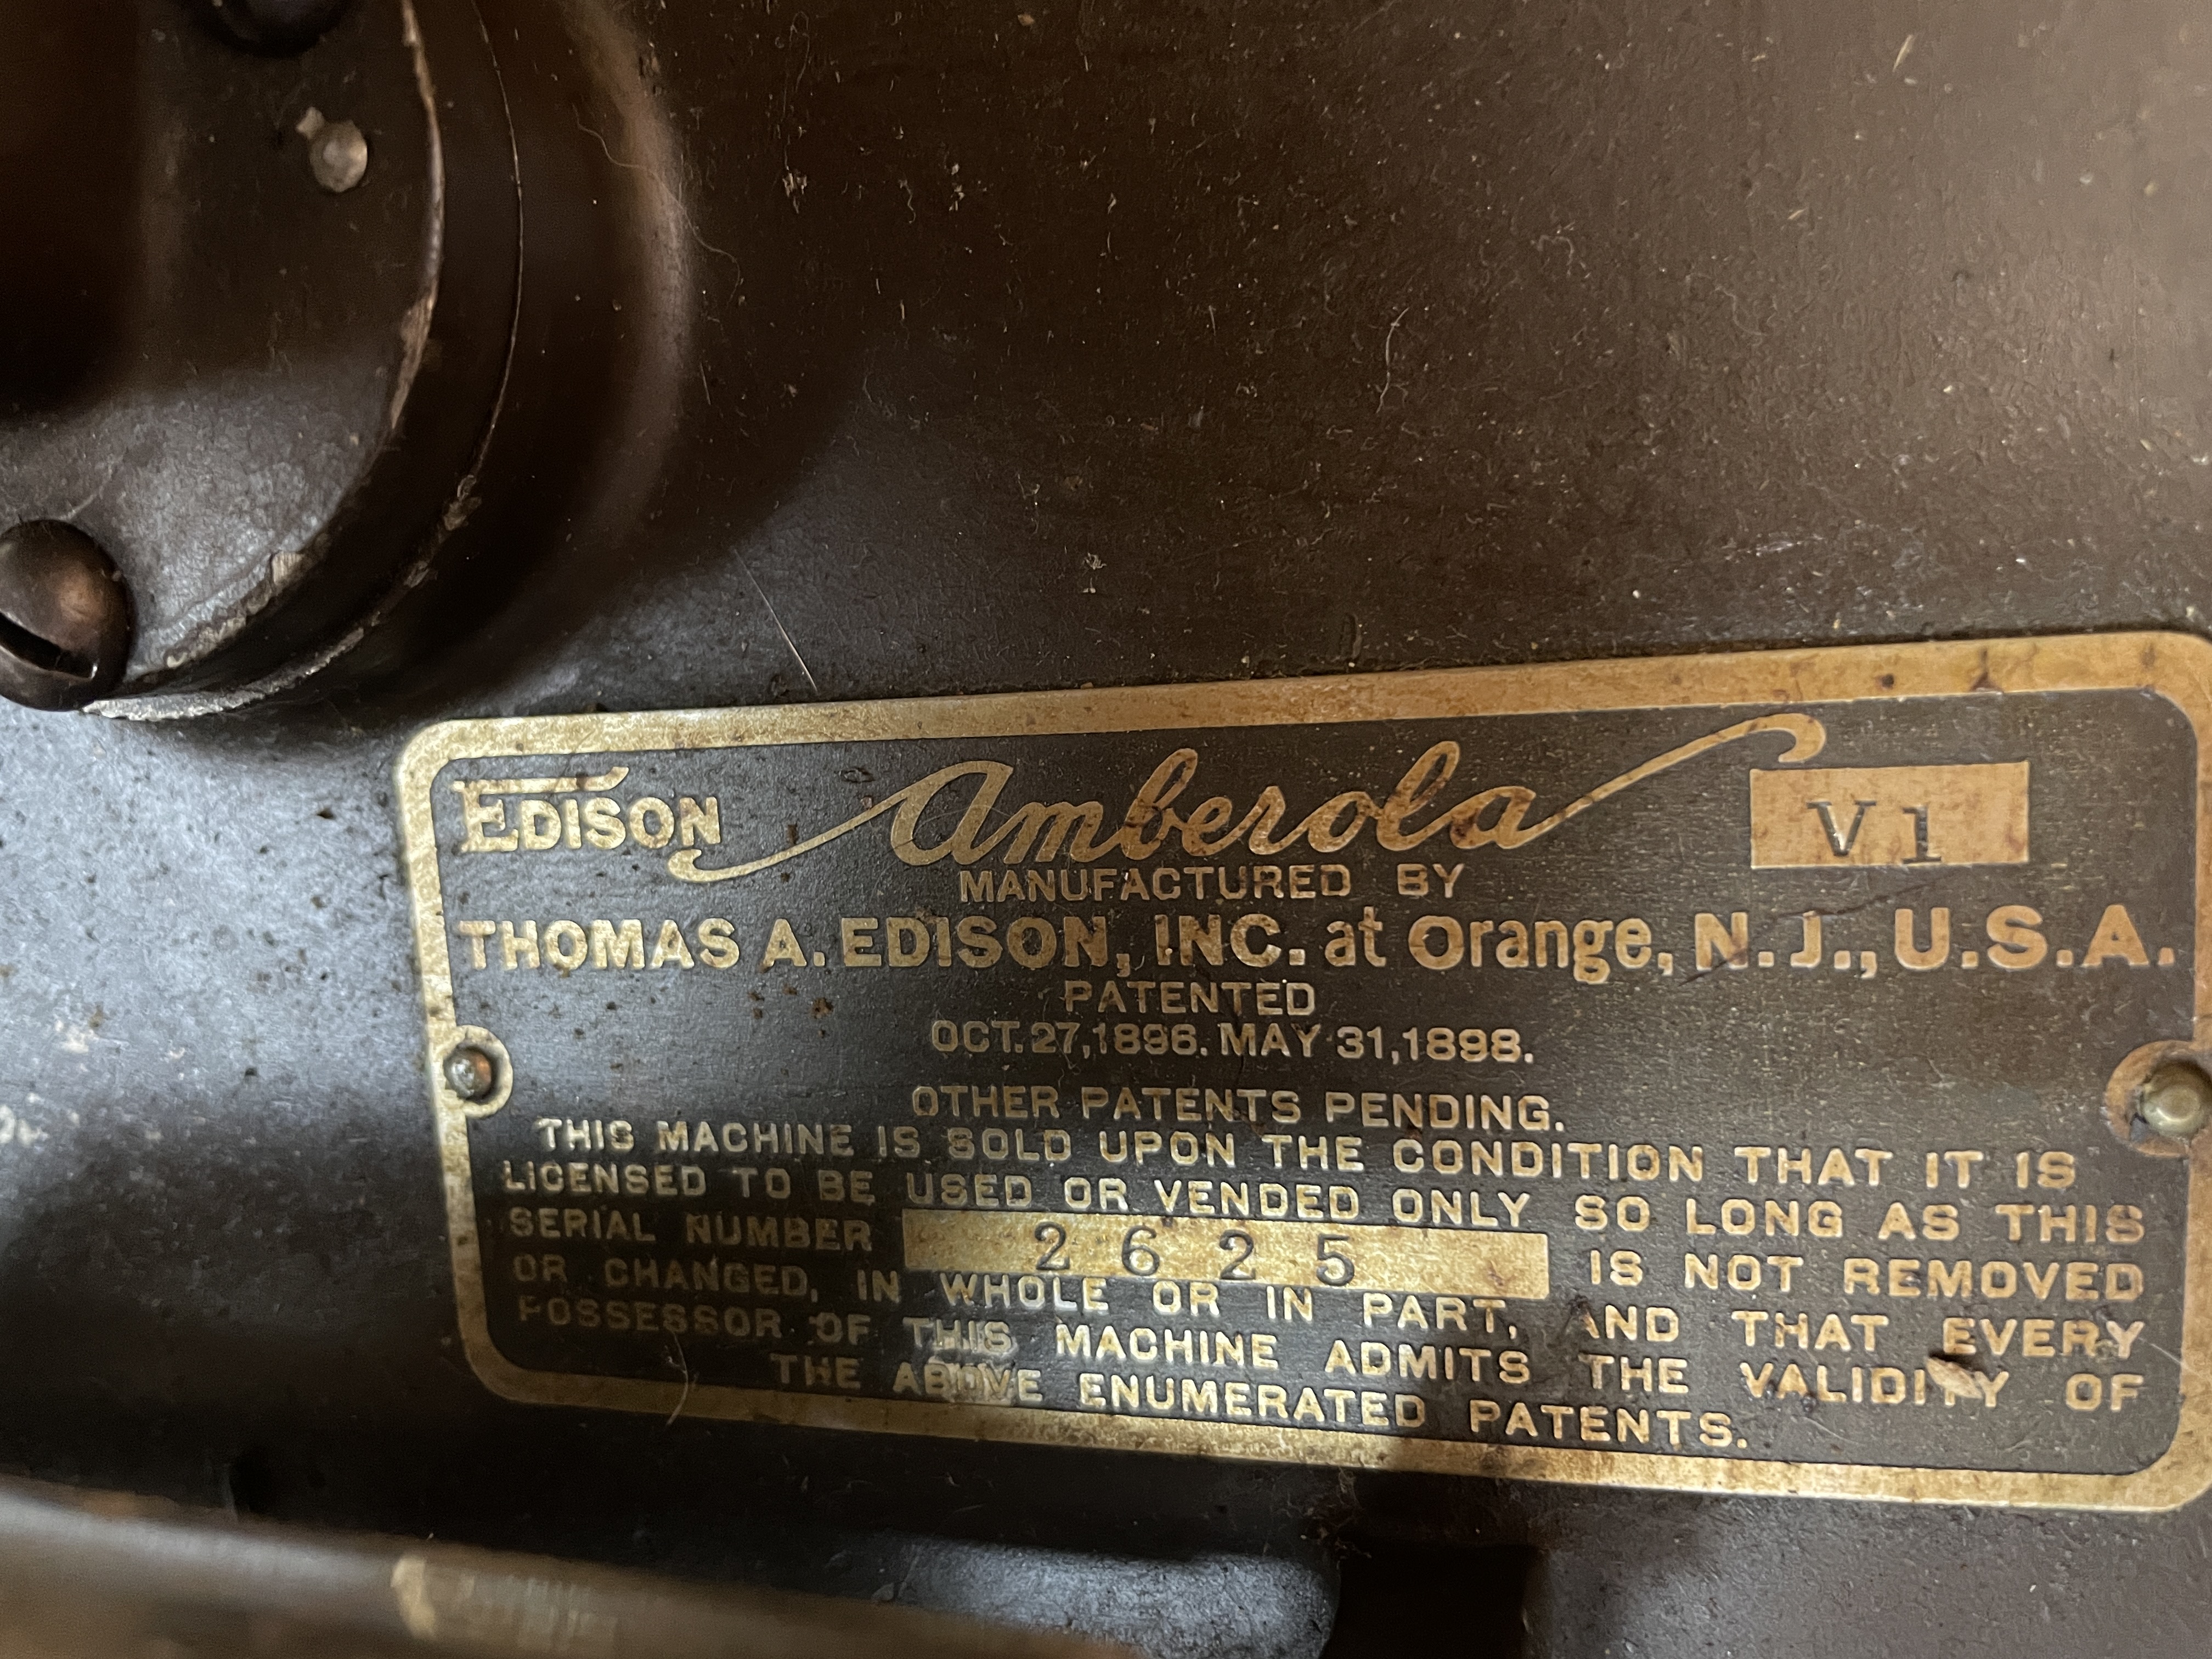 EDISON Amberola V1
MANUFACTURED BY
THOMAS A. EDISON, INC. at Orange, N.J., U.S.A.
PATENTED
OCT. 27, 1896. MAY 31, 1898.
OTHER PATENTS PENDING.
THIS MACHINE IS SOLD UPON THE CONDITION THAT IT IS
LICENSED TO BE USED OR VENDED ONLY SO LONG AS THIS
SERIAL NUMBER 2625 IS NOT REMOVED
OR CHANGED, IN WHOLE OR IN PART, AND THAT EVERY
POSSESSOR OF THIS MACHINE ADMITS THE VALIDITY OF
THE ABOVE ENUMERATED PATENTS.